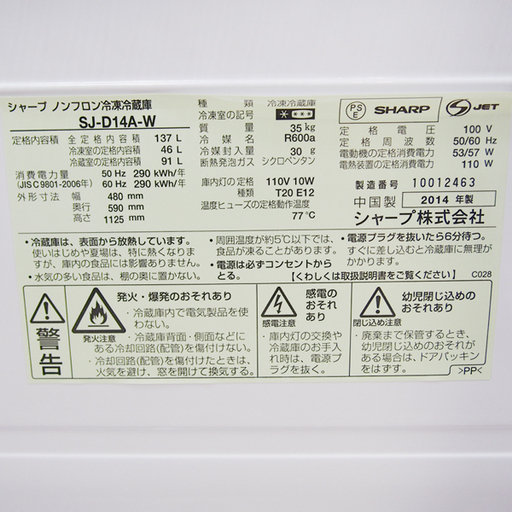 シャープ ノンフロン冷凍冷蔵庫
SJ-D14A-W
定格内容積 全定格内容積 137 L
冷凍室の定格内容積 46 L
冷蔵室の定格内容積 91 L
消費電力量 50 Hz 290 kWh/年
(JISC9801-2006年) 60 Hz 290 kWh/年
外形寸法 幅 480 mm
奥行 590 mm
高さ 1125 mm
種類 冷凍冷蔵庫
冷凍室の記号
質量 35kg
冷媒 R600a
冷媒封入量 30 g
断熱発泡ガス シクロペンタン
庫内灯の定格 110V 10W
種類 T20 E12
温度ヒューズの定格動作温度
77℃
PS
E
SHARP
S JET
定格電圧 100 V
定格周波数 50/60 Hz
電動機の定格消費電力 53/57 W
電熱装置の定格消費電力 110 W
製造番号 10012463
中国製 2014 年製
シャープ株式会社
• 冷蔵庫は、表面から放熱しています。
使いはじめや夏場は、特に熱くなりますが、庫内の食品には影響ありません。
• 水気の多い食品は、棚の奥に置かない。
• 周囲温度が約5℃以下では、庫内の食品が凍ることがあります。
• 電源は必ずコンセントからとる。
• 電源プラグを抜いたら6分待つ。
すぐに差し込むと冷蔵庫に無理がかかります。
【くわしくは取扱説明書をご覧ください】 C028
警告
発火・爆発のおそれあり
発火注意
• 冷蔵庫内で電気製品を使わない。
• 冷蔵庫背面・側面などにある冷却回路(配管)を傷付けない。
• 冷却回路(配管)を傷付けたときは、火気を避け、窓を開けて換気する。
感電のおそれあり
感電注意
• 庫内灯の交換や冷蔵庫のお手入れ時は、電源プラグを抜く。
幼児閉じ込めのおそれあり
閉じ込め注意
• 廃棄まで保管するとき、幼児閉じ込めのおそれがある場合は、ドアパッキンをはずす。
>PP<